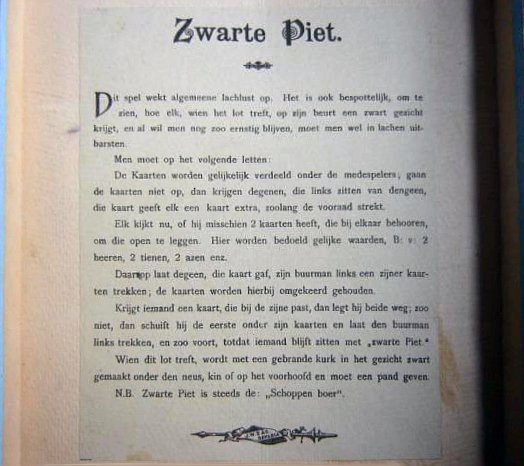 Zwarte Piet.
Dit spel wekt algemeene lachlust op. Het is ook bespottelijk, om te
zien, hoe elk, wien het lot treft, op zijn beurt een zwart gezicht
krijgt, en al wil men nog zoo ernstig blijven, moet men wel in lachen uit-
barsten.
Men moet op het volgende letten:
De Kaarten worden gelijkelijk verdeeld onder de medespelers; gaan
de kaarten niet op, dan krijgen degenen, die links zitten van dengeen,
die kaart geeft elk een kaart extra, zoolang de vooraad strekt.
Elk kijkt nu, of hij misschien 2 kaarten heeft, die bij elkaar behooren,
om die open te leggen. Hier worden bedoeld gelijke waarden, B: v: 2
heeren, 2 tienen, 2 azen enz.
Daarop laat degeen, die kaart gaf, zijn buurman links een zijner kaar-
ten trekken; de kaarten worden hierbij omgekeerd gehouden.
Krijgt iemand een kaart, die bij de zijne past, dan legt hij beide weg; zoo
niet, dan schuift hij de eerste onder zijn kaarten en laat den buurman
links trekken, en zoo voort, totdat iemand blijft zitten met „zwarte Piet."
Wien dit lot treft, wordt met een gebrande kurk in het gezicht zwart
gemaakt onder den neus, kin of op het voorhoofd en moet een pand geven.
N.B. Zwarte Piet is steeds de: „Schoppen boer".